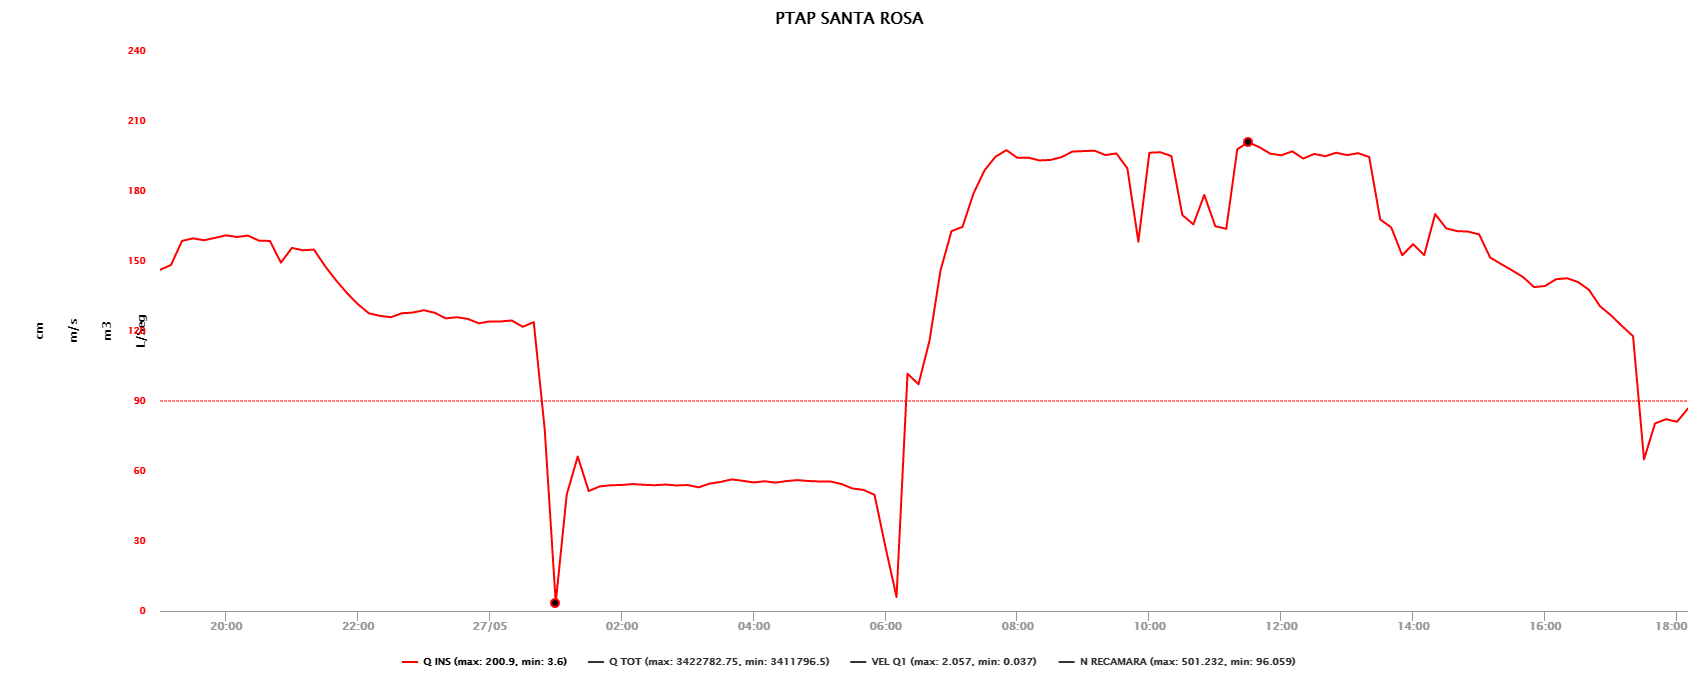 PTAP SANTA ROSA
240
210
180
150
120
90
60
30
0
cm
m/s
m3
L/Seg
20:00 22:00 27/05 02:00 04:00 06:00 08:00 10:00 12:00 14:00 16:00 18:00
Q INS (max: 200.9, min: 3.6) Q TOT (max: 3422782.75, min: 3411796.5) VEL Q1 (max: 2.057, min: 0.037) N RECAMARA (max: 501.232, min: 96.059)